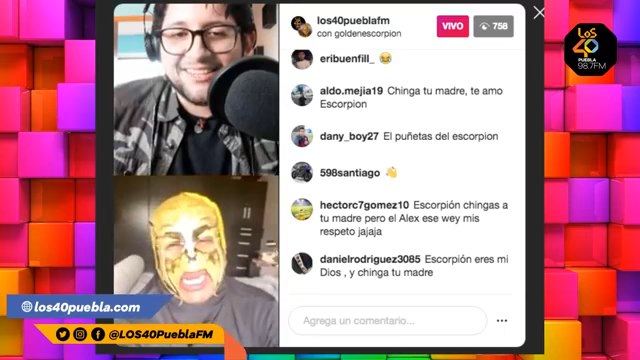 los40pueblafm
con goldenescorpion
VIVO
758
LOS
40
PUEBLA
98.7FM
eribuenfill_
aldo.mejia19 Chinga tu madre, te amo
Escorpion
dany_boy27 El puñetas del escorpion
598santiago
hectorc7gomez10 Escorpión chingas a
tu madre pero el Alex ese wey mis
respeto jajaja
danielrodriguez3085 Escorpión eres mi
Dios , y chinga tu madre
Agrega un comentario...
los40puebla.com
@LOS40PueblaFM